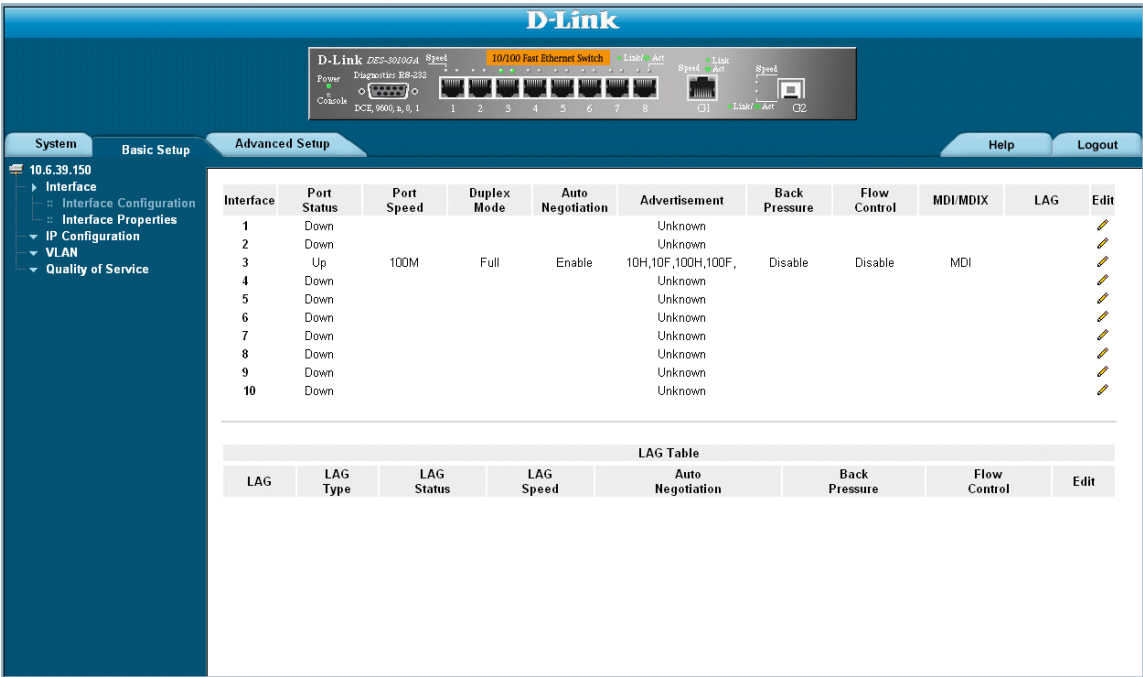 D-Link
D-Link DES-3010GA Speed 10/100 Fast Ethernet Switch Link/ Act
Power Diagnostics RS-232
Console DCE, 9600, n, 8, 1
1 2 3 4 5 6 7 8
Speed Link Act
G1
Speed
Link/ Act G2
System Basic Setup Advanced Setup Help Logout
10.6.39.150
Interface
:: Interface Configuration
:: Interface Properties
IP Configuration
VLAN
Quality of Service
Interface Port Status Port Speed Duplex Mode Auto Negotiation Advertisement Back Pressure Flow Control MDI/MDIX LAG Edit
1 Down Unknown
2 Down Unknown
3 Up 100M Full Enable 10H,10F,100H,100F, Disable Disable MDI
4 Down Unknown
5 Down Unknown
6 Down Unknown
7 Down Unknown
8 Down Unknown
9 Down Unknown
10 Down Unknown
LAG Table
LAG LAG Type LAG Status LAG Speed Auto Negotiation Back Pressure Flow Control Edit